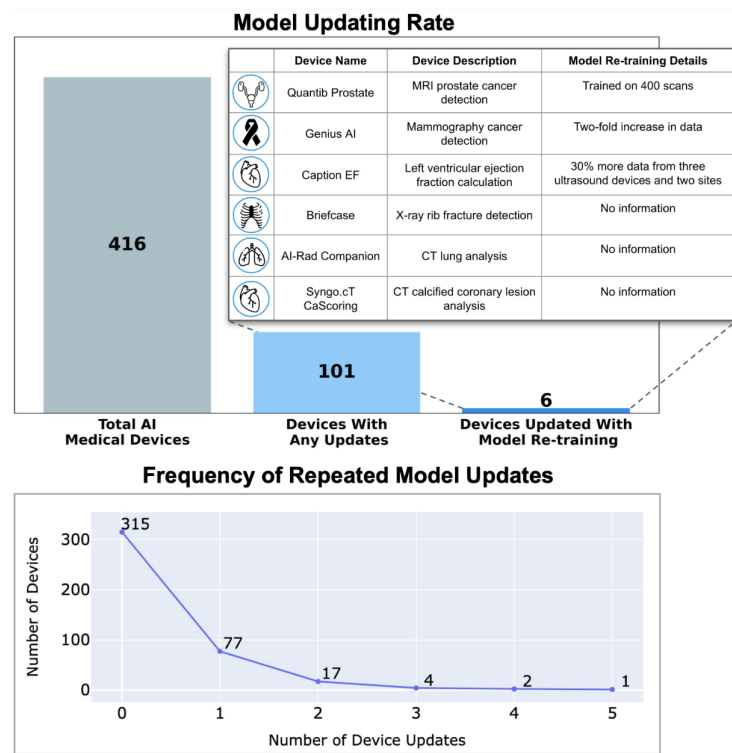 Model Updating Rate
Device Name Device Description Model Re-training Details
Quantib Prostate MRI prostate cancer detection Trained on 400 scans
Genius AI Mammography cancer detection Two-fold increase in data
Caption EF Left ventricular ejection fraction calculation 30% more data from three ultrasound devices and two sites
Briefcase X-ray rib fracture detection No information
AI-Rad Companion CT lung analysis No information
Syngo.cT CaScoring CT calcified coronary lesion analysis No information
416
101
6
Total AI
Medical Devices
Devices With
Any Updates
Devices Updated With
Model Re-training
Frequency of Repeated Model Updates
Number of Devices
300
200
100
0
315
77
17
4
2
1
0 1 2 3 4 5
Number of Device Updates